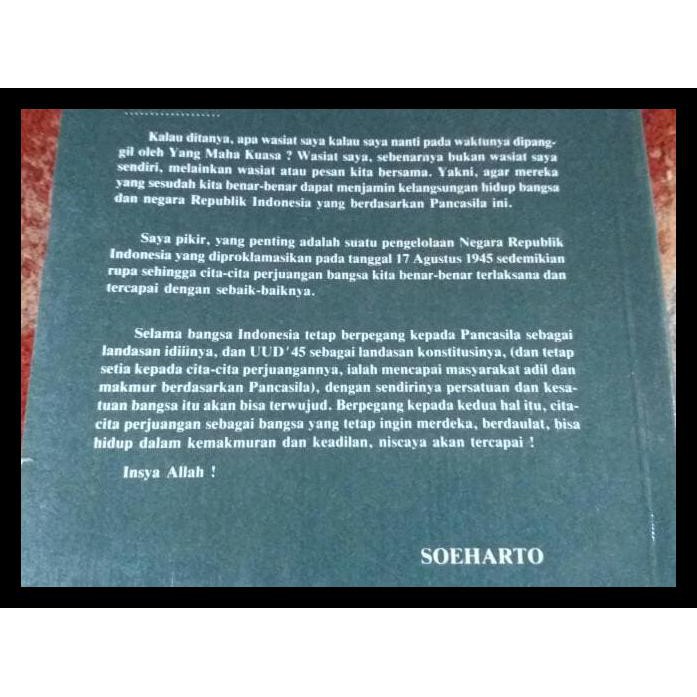 ..........................
Kalau ditanya, apa wasiat saya kalau saya nanti pada waktunya dipang-
gil oleh Yang Maha Kuasa ? Wasiat saya, sebenarnya bukan wasiat saya
sendiri, melainkan wasiat atau pesan kita bersama. Yakni, agar mereka
yang sesudah kita benar-benar dapat menjamin kelangsungan hidup bangsa
dan negara Republik Indonesia yang berdasarkan Pancasila ini.
Saya pikir, yang penting adalah suatu pengelolaan Negara Republik
Indonesia yang diproklamasikan pada tanggal 17 Agustus 1945 sedemikian
rupa sehingga cita-cita perjuangan bangsa kita benar-benar terlaksana dan
tercapai dengan sebaik-baiknya.
Selama bangsa Indonesia tetap berpegang kepada Pancasila sebagai
landasan idiinya, dan UUD '45 sebagai landasan konstitusinya, (dan tetap
setia kepada cita-cita perjuangannya, ialah mencapai masyarakat adil dan
makmur berdasarkan Pancasila), dengan sendirinya persatuan dan kesa-
tuan bangsa itu akan bisa terwujud. Berpegang kepada kedua hal itu, cita-
cita perjuangan sebagai bangsa yang tetap ingin merdeka, berdaulat, bisa
hidup dalam kemakmuran dan keadilan, niscaya akan tercapai !
Insya Allah !
SOEHARTO